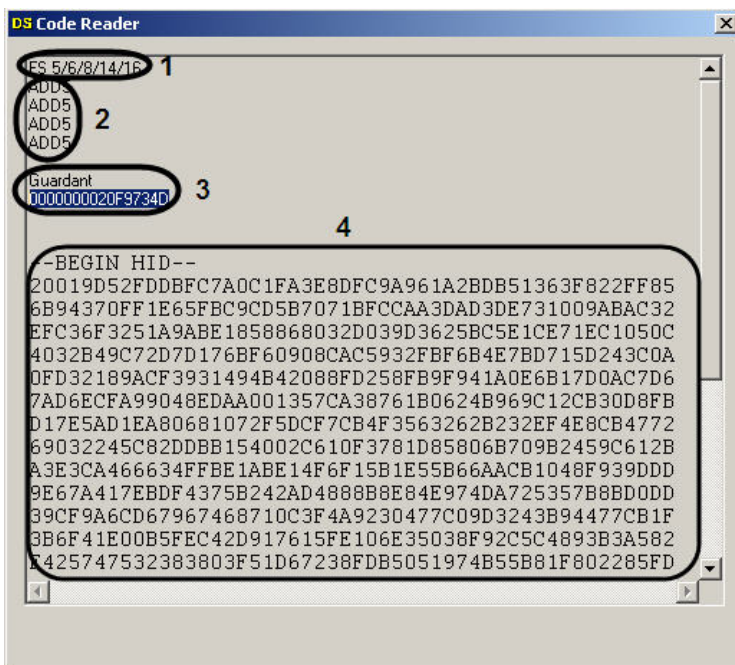 DS Code Reader
FS 5/6/8/14/16 1
ADD5
ADD5
ADD5 2
ADD5
Guardant
0000000020F9734D 3
4
--BEGIN HID--
20019D52FDDBFC7A0C1FA3E8DFC9A961A2BDB51363F822FF85
6B94370FF1E65FBC9CD5B7071BFCCAA3DAD3DE731009ABAC32
EFC36F3251A9ABE1858868032D039D3625BC5E1CE71EC1050C
4032B49C72D7D176BF60908CAC5932FBF6B4E7BD715D243C0A
0FD32189ACF3931494B42088FD258FB9F941A0E6B17D0AC7D6
7AD6ECFA99048EDAA001357CA38761B0624B969C12CB30D8FB
D17E5AD1EA80681072F5DCF7CB4F3563262B232EF4E8CB4772
69032245C82DDBB154002C610F3781D85806B709B2459C612B
A3E3CA466634FFBE1ABE14F6F15B1E55B66AACB1048F939DDD
9E67A417EBDF4375B242AD4888B8E84E974DA725357B8BD0DD
39CF9A6CD67967468710C3F4A9230477C09D3243B94477CB1F
3B6F41E00B5FEC42D917615FE106E35038F92C5C4893B3A582
E425747532383803F51D67238FDB5051974B55B81F802285FD